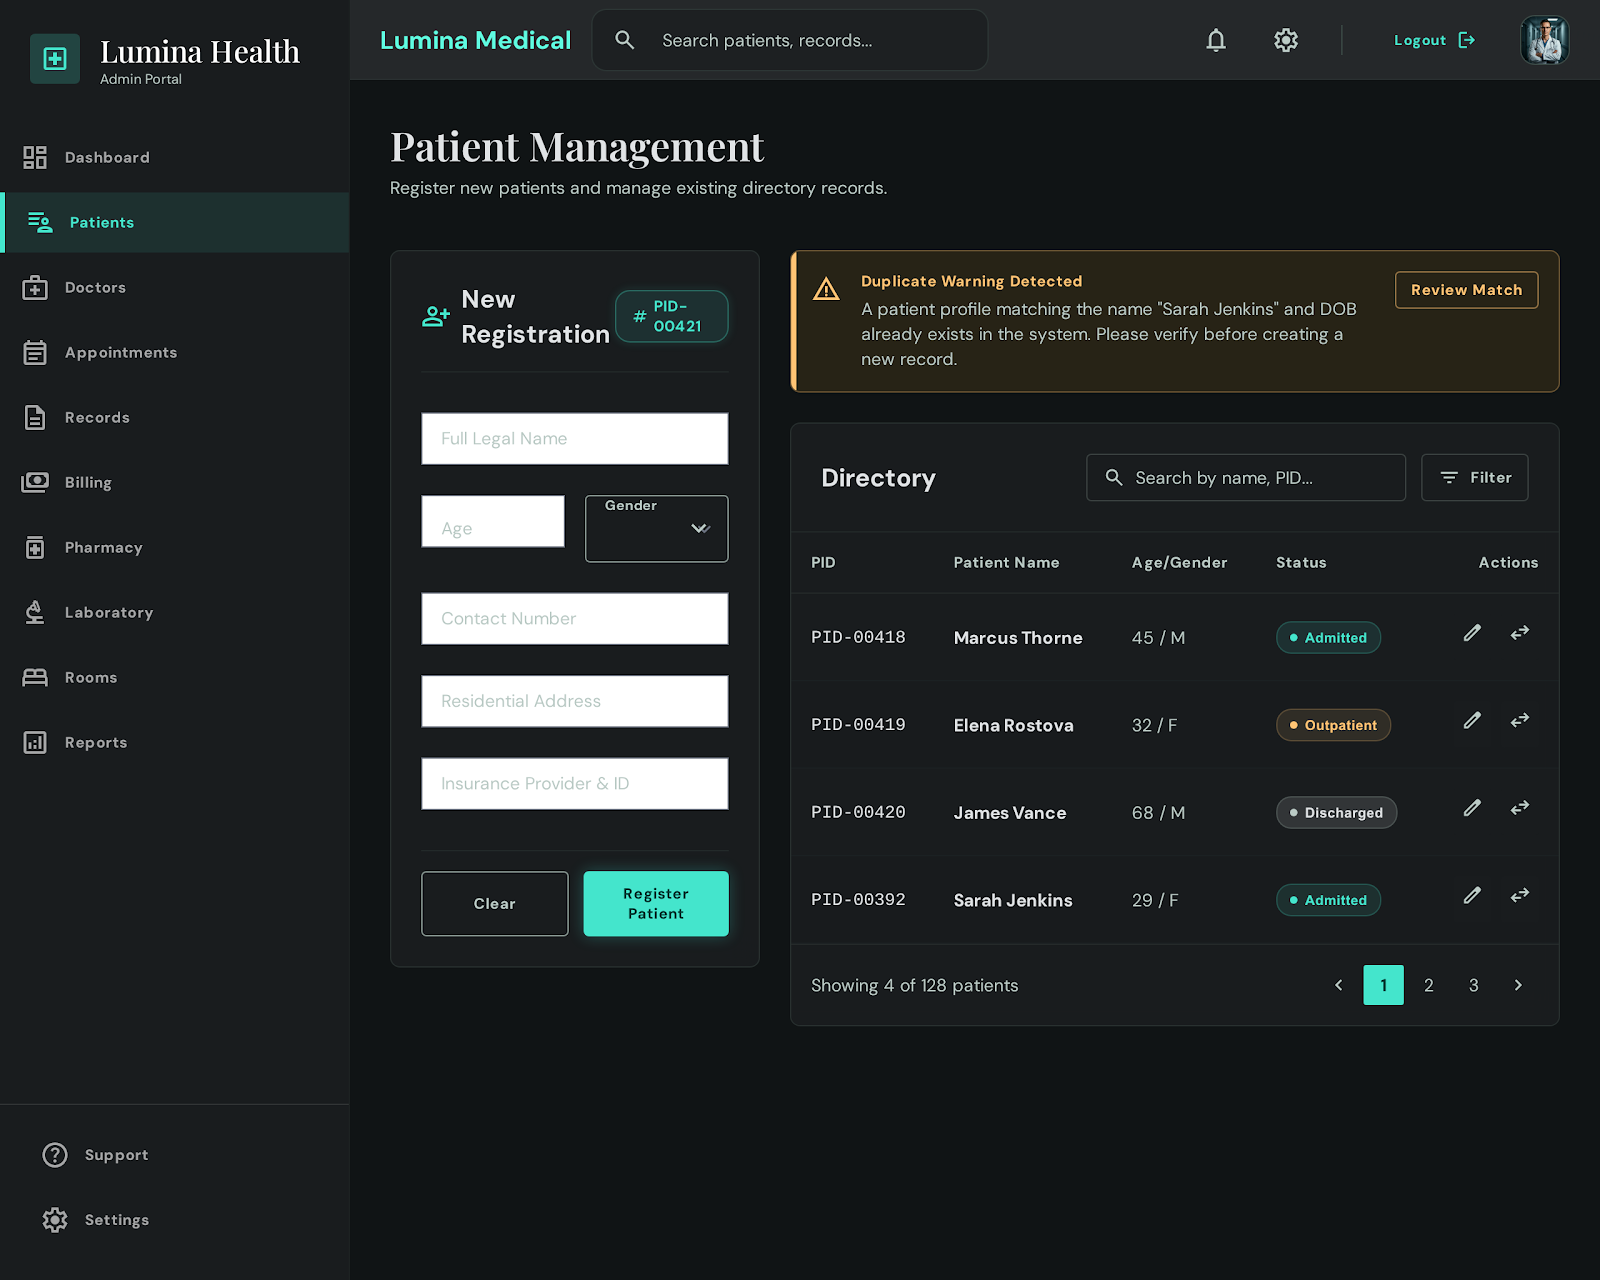 Lumina Health
Admin Portal
Dashboard
Patients
Doctors
Appointments
Records
Billing
Pharmacy
Laboratory
Rooms
Reports
Support
Settings
Lumina Medical
Search patients, records...
Logout
Patient Management
Register new patients and manage existing directory records.
New
Registration
# PID-
00421
Full Legal Name
Age
Gender
Contact Number
Residential Address
Insurance Provider & ID
Clear
Register
Patient
Duplicate Warning Detected
A patient profile matching the name "Sarah Jenkins" and DOB
already exists in the system. Please verify before creating a
new record.
Review Match
Directory
Search by name, PID...
Filter
PID Patient Name Age/Gender Status Actions
PID-00418 Marcus Thorne 45 / M Admitted
PID-00419 Elena Rostova 32 / F Outpatient
PID-00420 James Vance 68 / M Discharged
PID-00392 Sarah Jenkins 29 / F Admitted
Showing 4 of 128 patients
1 2 3